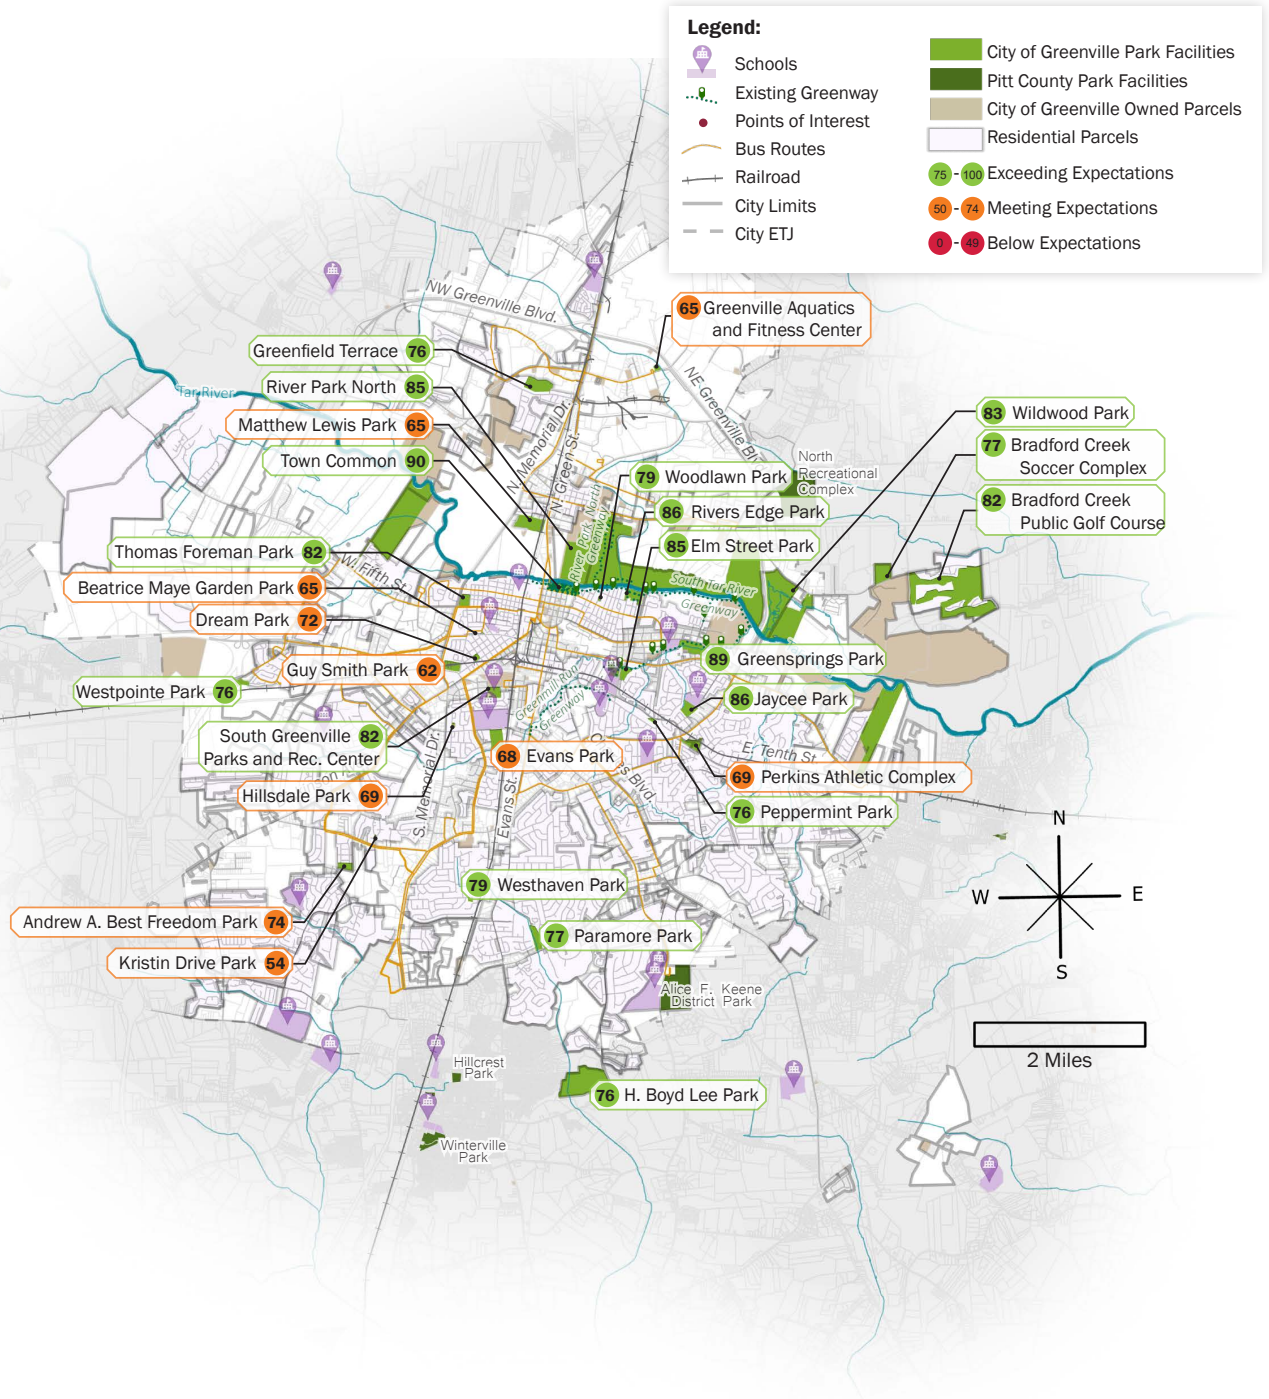 Legend:
Schools
Existing Greenway
Points of Interest
Bus Routes
Railroad
City Limits
City ETJ
City of Greenville Park Facilities
Pitt County Park Facilities
City of Greenville Owned Parcels
Residential Parcels
75 - 100 Exceeding Expectations
50 - 74 Meeting Expectations
0 - 49 Below Expectations
NW Greenville Blvd.
65 Greenville Aquatics
and Fitness Center
Greenfield Terrace 76
River Park North 85
Tar River
Matthew Lewis Park 65
Town Common 90
N. Memorial Dr.
N. Green St.
NE Greenville Blv
83 Wildwood Park
77 Bradford Creek
Soccer Complex
82 Bradford Creek
Public Golf Course
North
Recreational
Complex
79 Woodlawn Park
86 Rivers Edge Park
85 Elm Street Park
River Park North
Greenway
South Tar River
Greenway
Thomas Foreman Park 82
W. Fifth St.
Beatrice Maye Garden Park 65
Dream Park 72
Guy Smith Park 62
Westpointe Park 76
89 Greensprings Park
86 Jaycee Park
Greenmill Run
Greenway
South Greenville 82
Parks and Rec. Center
68 Evans Park
E. Tenth St.
69 Perkins Athletic Complex
Hillsdale Park 69
S. Memorial Dr.
Evans St.
es Blvd.
76 Peppermint Park
N
W
E
S
79 Westhaven Park
Andrew A. Best Freedom Park 74
77 Paramore Park
Kristin Drive Park 54
Alice F. Keene
District Park
2 Miles
Hillcrest
Park
76 H. Boyd Lee Park
Winterville
Park